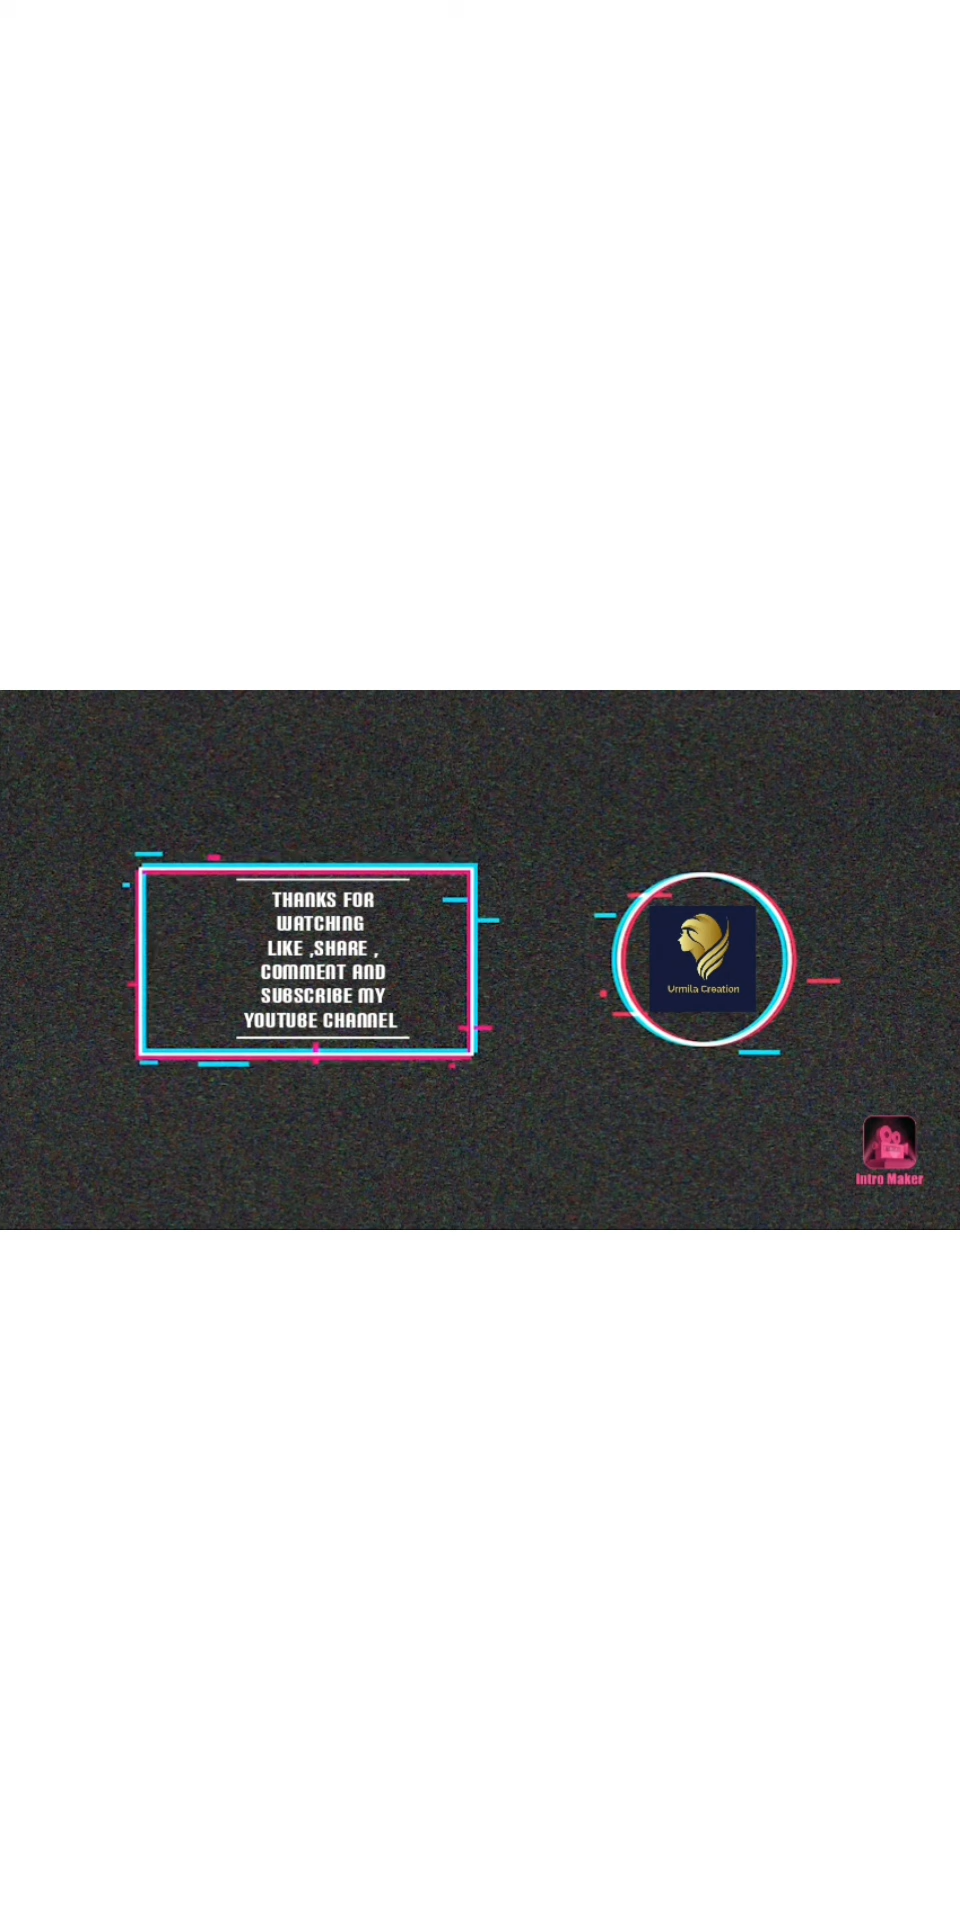 THANKS FOR
WATCHING
LIKE ,SHARE ,
COMMENT AND
SUBSCRIBE MY
YOUTUBE CHANNEL
Urmila Creation
Intro Maker